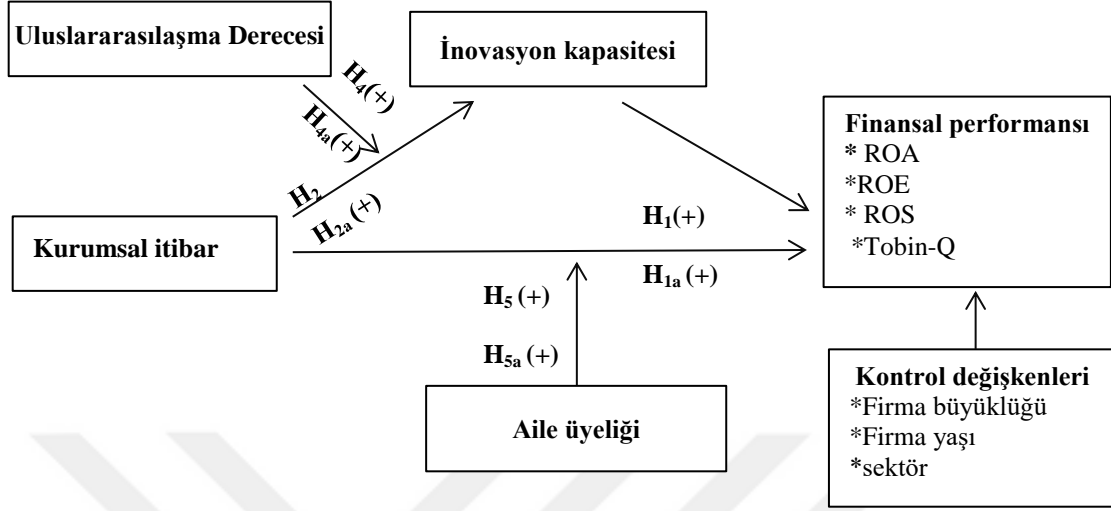 Uluslararasılaşma Derecesi
İnovasyon kapasitesi
H4(+)
H4a(+)
H2
H2a(+)
Kurumsal itibar
H1(+)
H1a (+)
Finansal performansı
* ROA
*ROE
* ROS
*Tobin-Q
H5 (+)
H5a (+)
Aile üyeliği
Kontrol değişkenleri
*Firma büyüklüğü
*Firma yaşı
*sektör